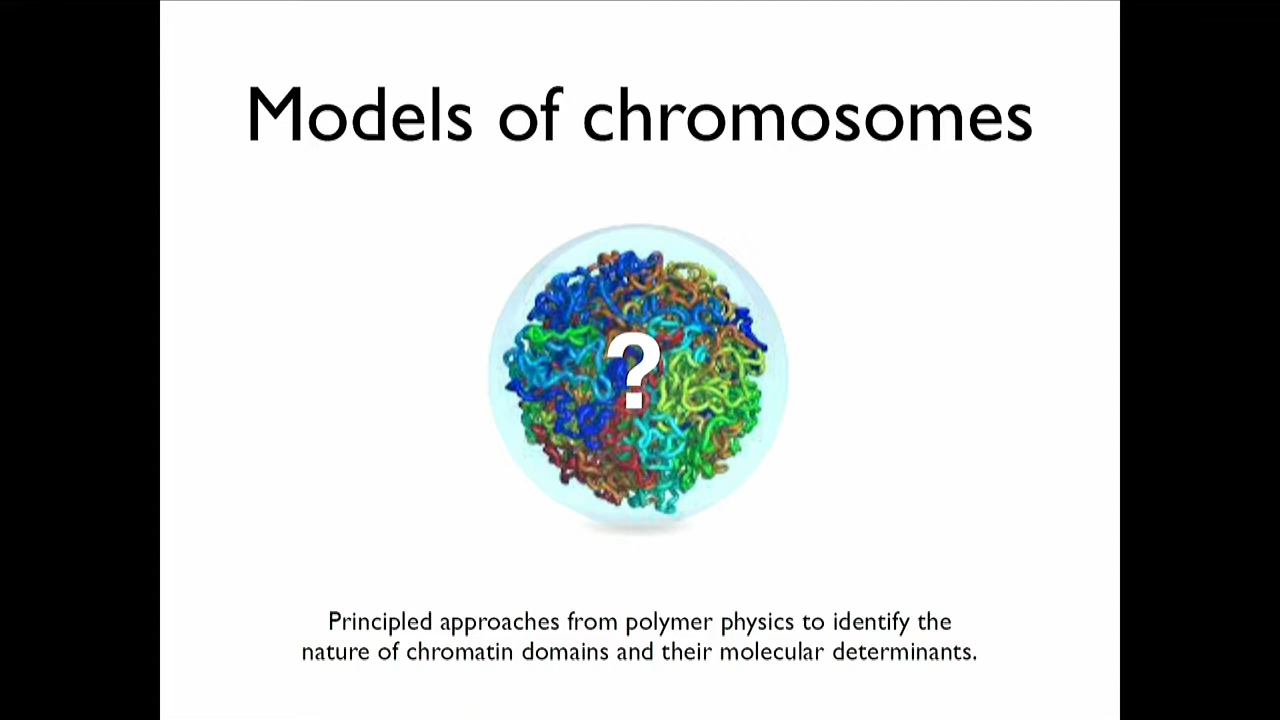 Models of chromosomes
?
Principled approaches from polymer physics to identify the
nature of chromatin domains and their molecular determinants.